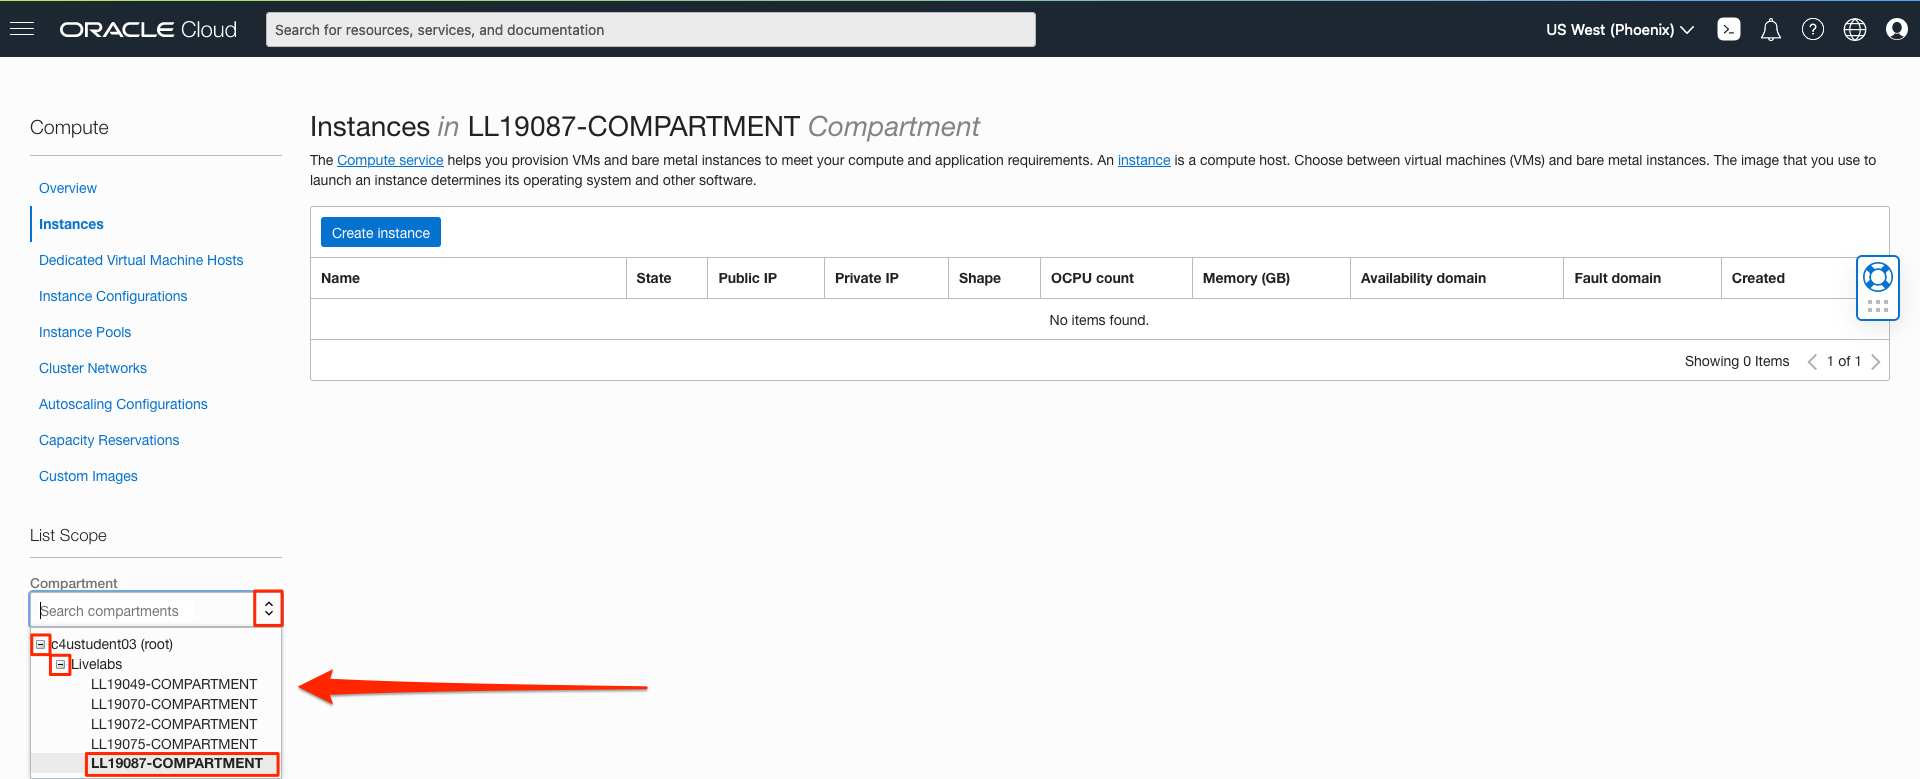 ORACLE Cloud
Search for resources, services, and documentation
US West (Phoenix)
Compute
Overview
Instances
Dedicated Virtual Machine Hosts
Instance Configurations
Instance Pools
Cluster Networks
Autoscaling Configurations
Capacity Reservations
Custom Images
List Scope
Compartment
Search compartments
c4ustudent03 (root)
Livelabs
LL19049-COMPARTMENT
LL19070-COMPARTMENT
LL19072-COMPARTMENT
LL19075-COMPARTMENT
LL19087-COMPARTMENT
Instances in LL19087-COMPARTMENT Compartment
The Compute service helps you provision VMs and bare metal instances to meet your compute and application requirements. An instance is a compute host. Choose between virtual machines (VMs) and bare metal instances. The image that you use to
launch an instance determines its operating system and other software.
Create instance
Name State Public IP Private IP Shape OCPU count Memory (GB) Availability domain Fault domain Created
No items found.
Showing 0 Items 1 of 1